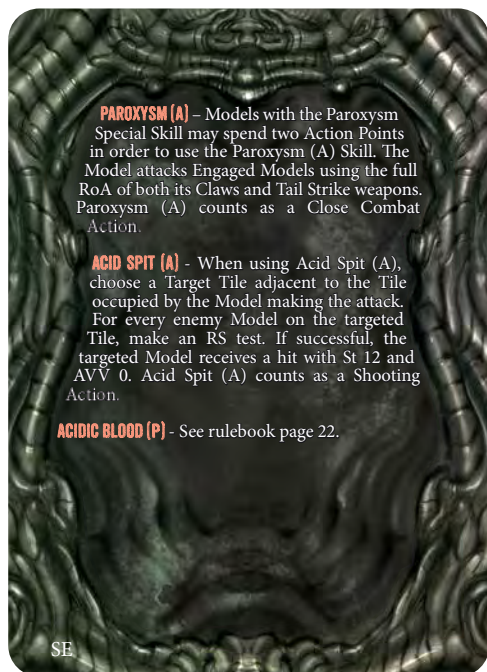 PAROXYSM (A) – Models with the Paroxysm
Special Skill may spend two Action Points
in order to use the Paroxysm (A) Skill. The
Model attacks Engaged Models using the full
RoA of both its Claws and Tail Strike weapons.
Paroxysm (A) counts as a Close Combat
Action.
ACID SPIT (A) - When using Acid Spit (A),
choose a Target Tile adjacent to the Tile
occupied by the Model making the attack.
For every enemy Model on the targeted
Tile, make an RS test. If successful, the
targeted Model receives a hit with St 12 and
AVV 0. Acid Spit (A) counts as a Shooting
Action.
ACIDIC BLOOD (P) - See rulebook page 22.
SE